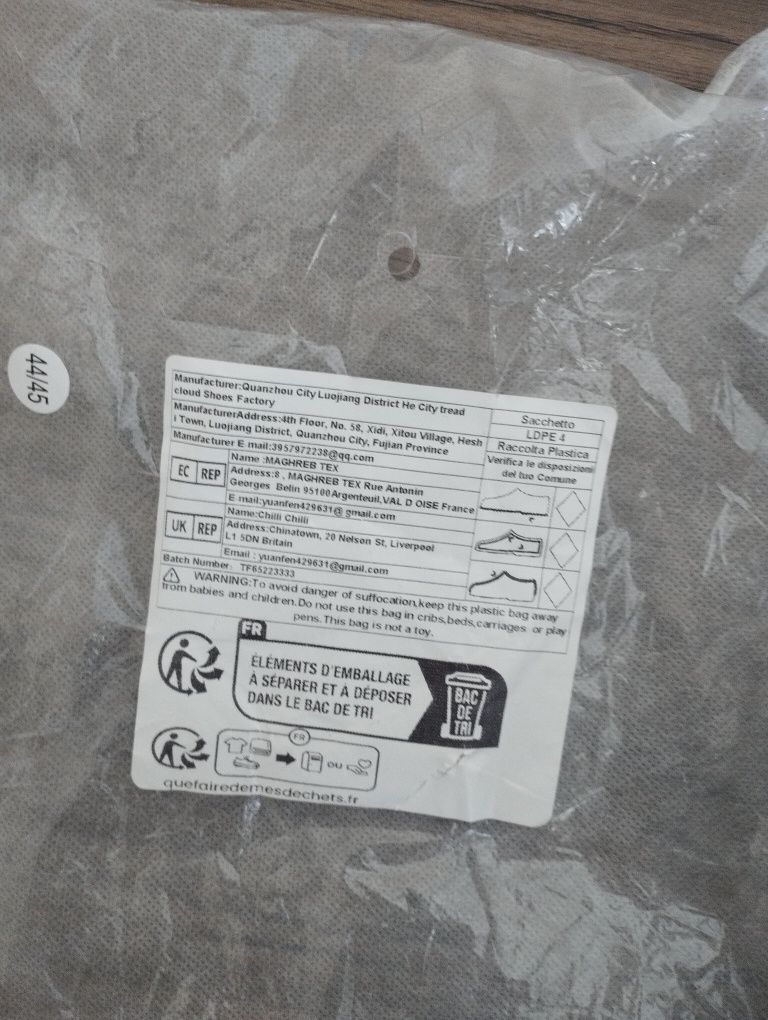 44/45
Manufacturer:Quanzhou City Luojiang District He City tread
cloud Shoes Factory
ManufacturerAddress:4th Floor, No. 58, Xidi, Xitou Village, Hesh
i Town, Luojiang District, Quanzhou City, Fujian Province
Manufacturer E mail:3957972238@qq.com
EC REP
Name :MAGHREB TEX
Address:8 , MAGHREB TEX Rue Antonin
Georges Belin 95100Argenteuil,VAL D OISE France
E mail:yuanfen429631@ gmail.com
UK REP
Name:Chilli Chilli
Address:Chinatown, 20 Nelson St, Liverpool
L1 5DN Britain
Email : yuanfen429631@gmail.com
Batch Number: TF65223333
Sacchetto
LDPE 4
Raccolta Plastica
Verifica le disposizioni
del tuo Comune
WARNING:To avoid danger of suffocation,keep this plastic bag away
from babies and children.Do not use this bag in cribs,beds,carriages or play
pens.This bag is not a toy.
FR
ÉLÉMENTS D'EMBALLAGE
À SÉPARER ET À DÉPOSER
DANS LE BAC DE TRI
BAC
DE
TRI
FR
OU
quefairedemesdechets.fr